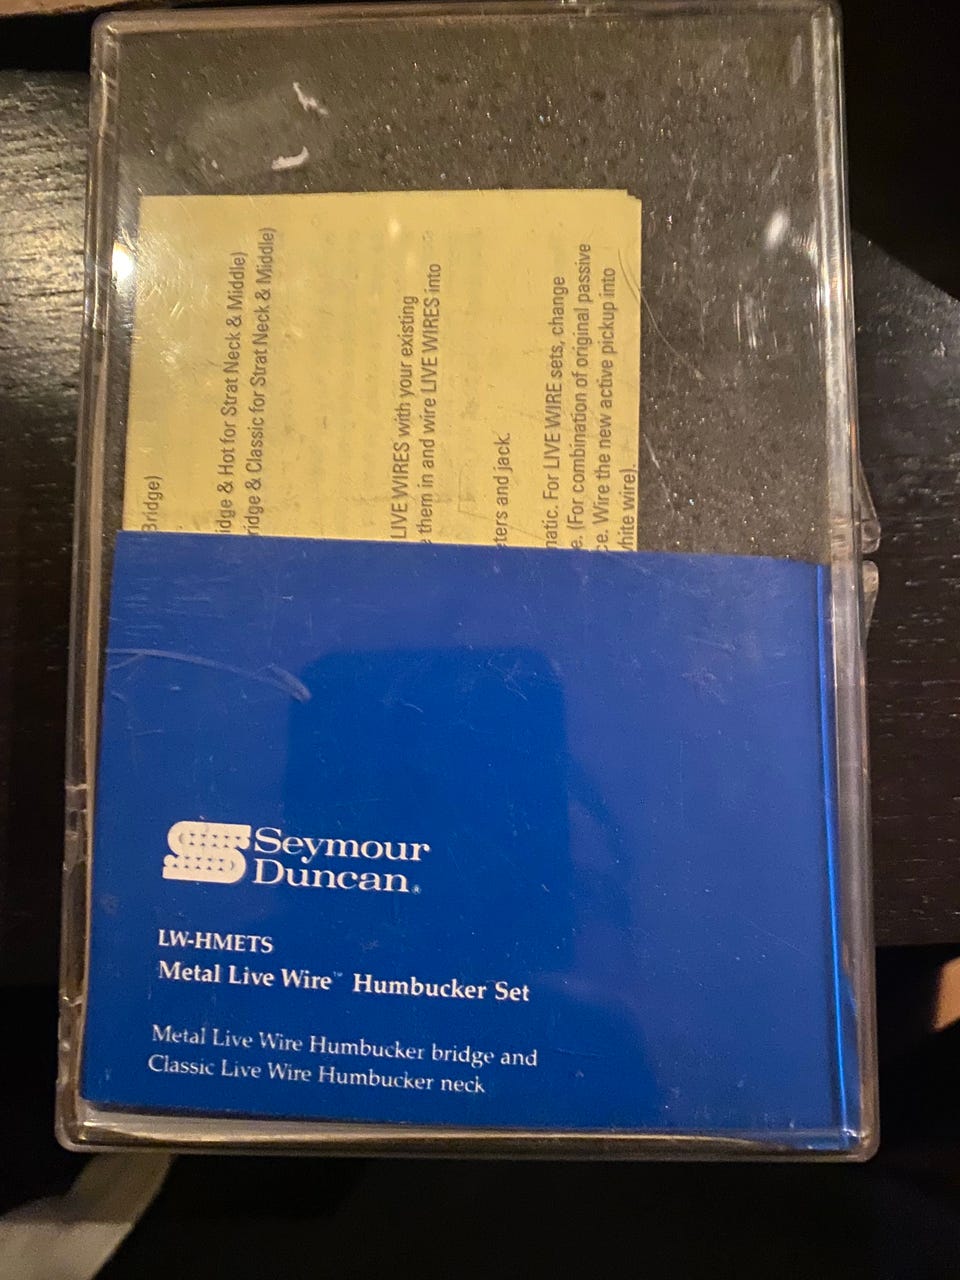 Bridge)
idge & Hot for Strat Neck & Middle)
ridge & Classic for Strat Neck & Middle)
LIVE WIRES with your existing
e them in and wire LIVE WIRES into
ters and jack.
natic. For LIVE WIRE sets, change
e. (For combination of original passive
ce. Wire the new active pickup into
white wire).
Seymour
Duncan®
LW-HMETS
Metal Live Wire™ Humbucker Set
Metal Live Wire Humbucker bridge and
Classic Live Wire Humbucker neck